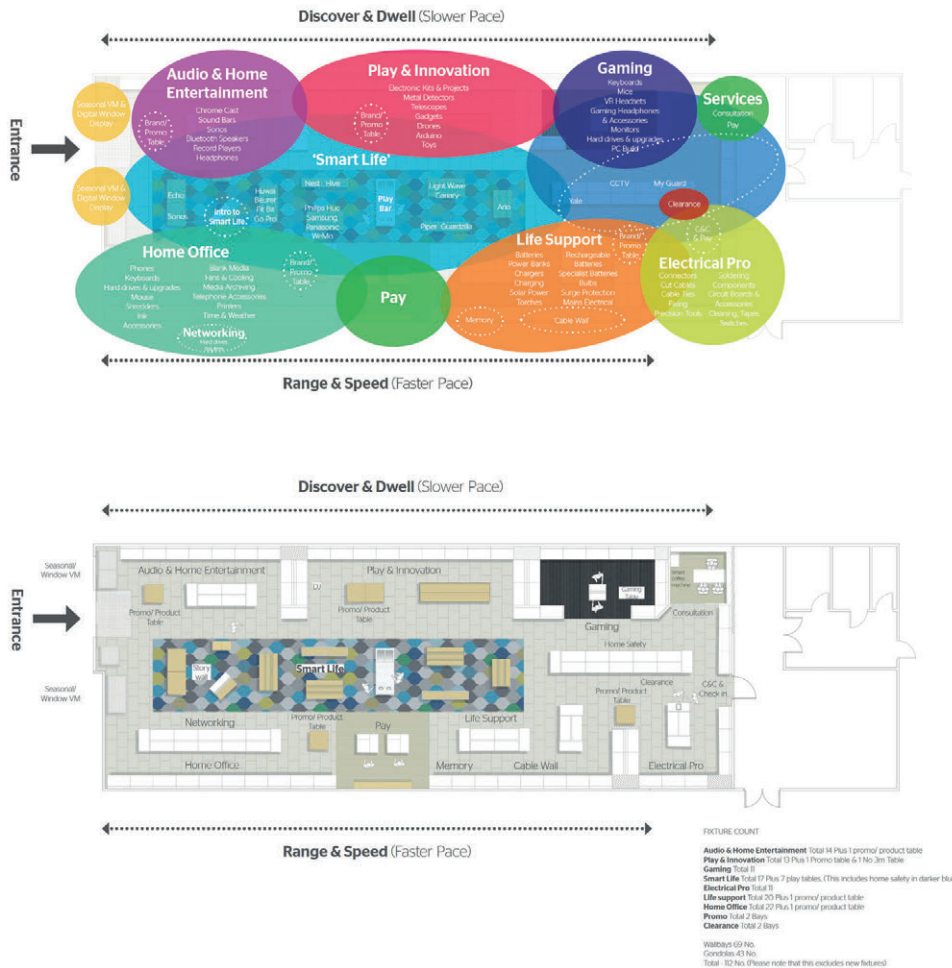 Discover & Dwell (Slower Pace)
Entrance
Seasonal VM &
Digital Window
Display
Seasonal VM &
Digital Window
Display
Audio & Home
Entertainment
Chrome Cast
Sound Bars
Sonos
Bluetooth Speakers
Record Players
Headphones
Brand/
Promo
Table
Play & Innovation
Electronic Kits & Projects
Metal Detectors
Telescopes
Gadgets
Drones
Arduino
Toys
Brand/
Promo
Table
Gaming
Keyboards
Mice
VR Headsets
Gaming Headphones
& Accessories
Monitors
Hard drives & upgrades
PC Build
Services
Consultation
Pay
'Smart Life'
Echo
Sonos
Intro to
Smart Life
Huwai
Beurer
Fit Bit
Go Pro
Nest Hive
Philips Hue
Samsung
Panasonic
WeMo
Play
Bar
Light Wave
Canary
Piper Guardzilla
Arlo
CCTV
My Guard
Yale
Clearance
C&C
& Pay
Home Office
Phones
Keyboards
Hard drives & upgrades
Mouse
Shredders
Ink
Accessories
Blank Media
Fans & Cooling
Media Archiving
Telephone Accessories
Printers
Time & Weather
Brand/
Promo
Table
Networking
Hard drives
Pay
Life Support
Batteries
Power Banks
Chargers
Charging
Solar Power
Torches
Rechargeable
Batteries
Specialist Batteries
Bulbs
Surge Protection
Mains Electrical
Brand/
Promo
Table
Memory
'Cable Wall'
Electrical Pro
Connectors
Cut Cables
Cable Ties
Fixing
Precision Tools
Soldering
Components
Circuit Boards &
Accessories
Cleaning, Tapes
Switches
Range & Speed (Faster Pace)
Discover & Dwell (Slower Pace)
Entrance
Seasonal/
Window VM
Seasonal/
Window VM
Audio & Home Entertainment
Promo/ Product
Table
Play & Innovation
DJ
Promo/ Product
Table
Gaming
Table
Gaming
Consultation
Story
wall
Smart Life
Home Safety
Clearance
C&C &
Check in
Promo/ Product
Table
Networking
Promo/ Product
Table
Pay
Life Support
Home Office
Memory
Cable Wall
Electrical Pro
Range & Speed (Faster Pace)
FIXTURE COUNT
Audio & Home Entertainment Total 14 Plus 1 promo/ product table
Play & Innovation Total 13 Plus 1 Promo table & 1 No 3m Table
Gaming Total 11
Smart Life Total 17 Plus 7 play tables, (This includes home safety in darker blue
Electrical Pro Total 11
Life support Total 20 Plus 1 promo/ product table
Home Office Total 22 Plus 1 promo/ product table
Promo Total 2 Bays
Clearance Total 2 Bays
Wallbays 69 No.
Gondolas 43 No.
Total - 112 No. (Please note that this excludes new fixtures)